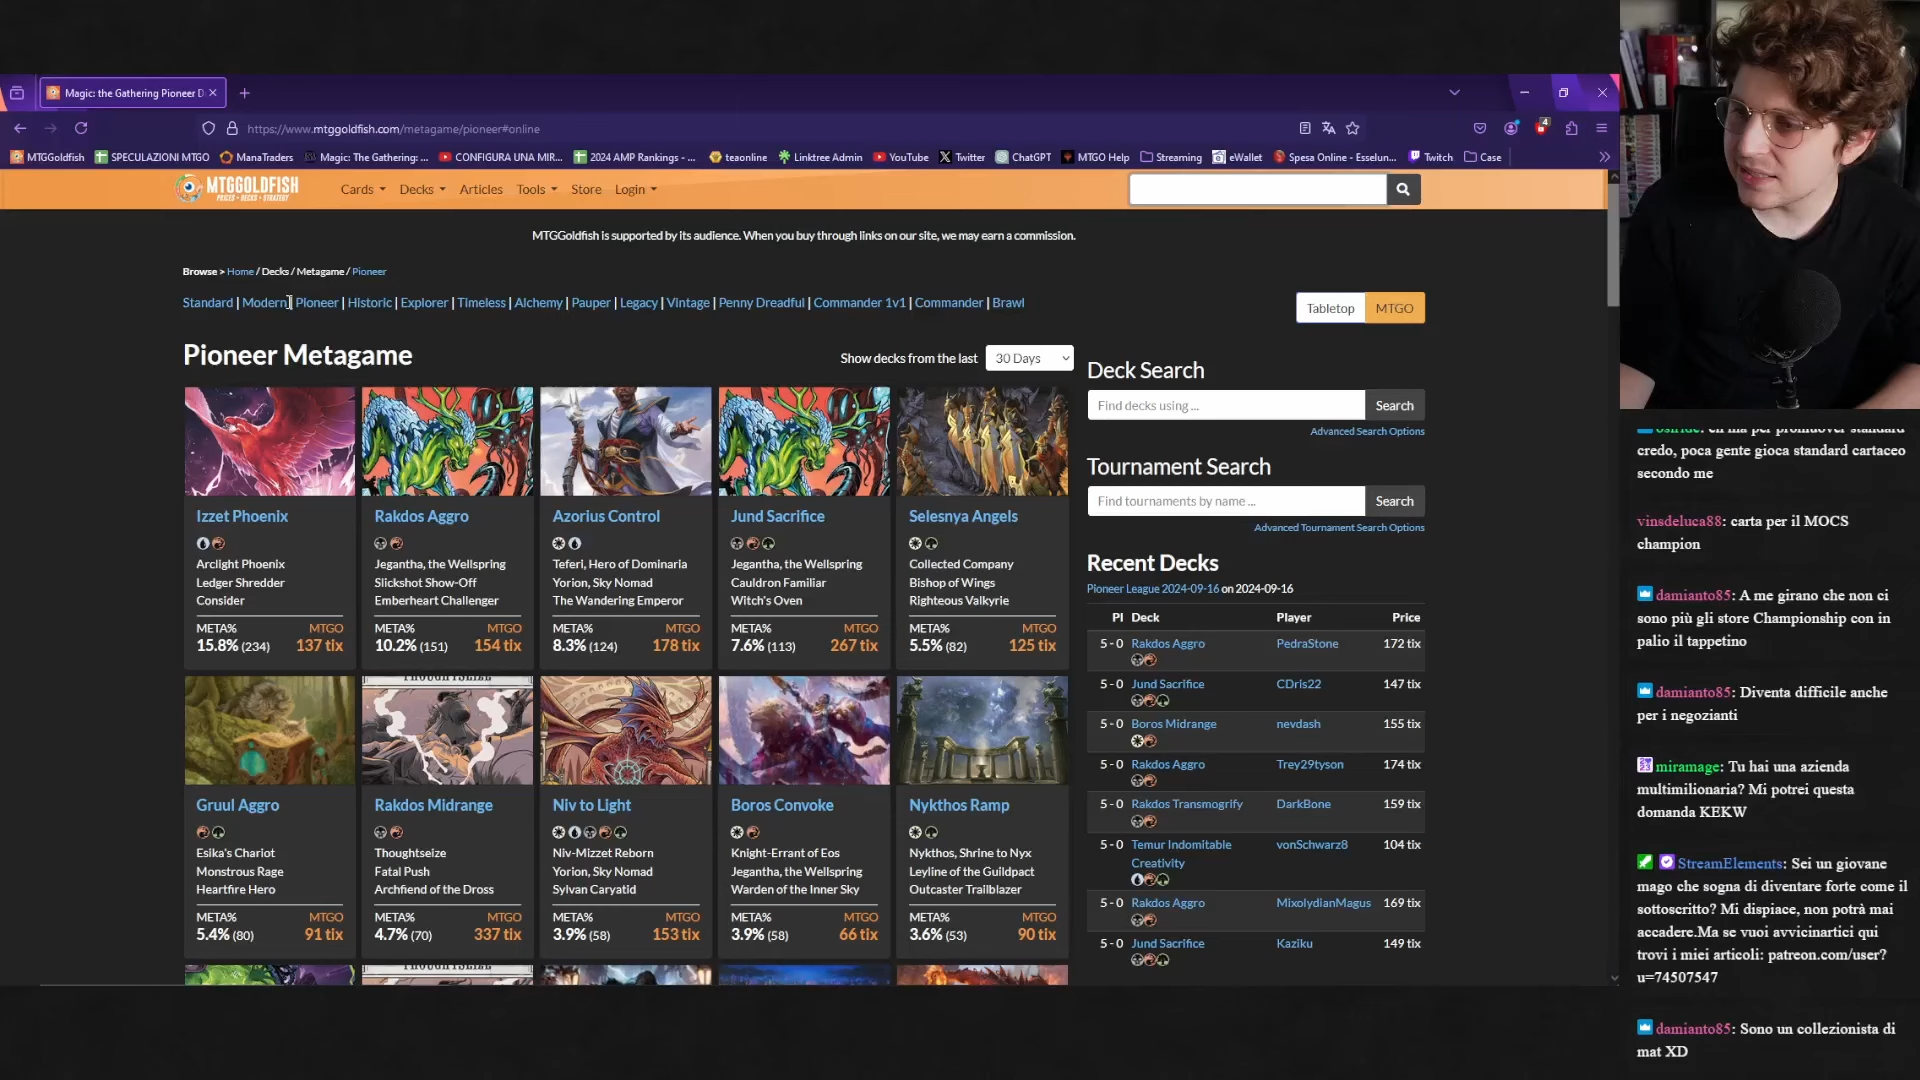 Magic: the Gathering Pioneer D
https://www.mtggoldfish.com/metagame/pioneer#online
4
MTGGoldfish
SPECULAZIONI MTGO
ManaTraders
Magic: The Gathering: ...
CONFIGURA UNA MIR...
2024 AMP Rankings - ...
teaonline
Linktree Admin
YouTube
Twitter
ChatGPT
MTGO Help
Streaming
eWallet
Spesa Online - Esselun...
Twitch
Case
MTGGOLDFISH
PRICES • DECKS • STRATEGY
Cards
Decks
Articles
Tools
Store
Login
MTGGoldfish is supported by its audience. When you buy through links on our site, we may earn a commission.
Browse > Home / Decks / Metagame / Pioneer
Standard | Modern | Pioneer | Historic | Explorer | Timeless | Alchemy | Pauper | Legacy | Vintage | Penny Dreadful | Commander 1v1 | Commander | Brawl
Tabletop
MTGO
Pioneer Metagame
Show decks from the last
30 Days
Izzet Phoenix
Arclight Phoenix
Ledger Shredder
Consider
META%
MTGO
15.8% (234)
137 tix
Rakdos Aggro
Jegantha, the Wellspring
Slickshot Show-Off
Emberheart Challenger
META%
MTGO
10.2% (151)
154 tix
Azorius Control
Teferi, Hero of Dominaria
Yorion, Sky Nomad
The Wandering Emperor
META%
MTGO
8.3% (124)
178 tix
Jund Sacrifice
Jegantha, the Wellspring
Cauldron Familiar
Witch's Oven
META%
MTGO
7.6% (113)
267 tix
Selesnya Angels
Collected Company
Bishop of Wings
Righteous Valkyrie
META%
MTGO
5.5% (82)
125 tix
Gruul Aggro
Esika's Chariot
Monstrous Rage
Heartfire Hero
META%
MTGO
5.4% (80)
91 tix
THOUGHTSEIZE
Rakdos Midrange
Thoughtseize
Fatal Push
Archfiend of the Dross
META%
MTGO
4.7% (70)
337 tix
Niv to Light
Niv-Mizzet Reborn
Yorion, Sky Nomad
Sylvan Caryatid
META%
MTGO
3.9% (58)
153 tix
Boros Convoke
Knight-Errant of Eos
Jegantha, the Wellspring
Warden of the Inner Sky
META%
MTGO
3.9% (58)
66 tix
Nykthos Ramp
Nykthos, Shrine to Nyx
Leyline of the Guildpact
Outcaster Trailblazer
META%
MTGO
3.6% (53)
90 tix
Deck Search
Find decks using ...
Search
Advanced Search Options
Tournament Search
Find tournaments by name ...
Search
Advanced Tournament Search Options
Recent Decks
Pioneer League 2024-09-16 on 2024-09-16
Pl Deck Player Price
5 - 0 Rakdos Aggro PedraStone 172 tix
5 - 0 Jund Sacrifice CDris22 147 tix
5 - 0 Boros Midrange nevdash 155 tix
5 - 0 Rakdos Aggro Trey29tyson 174 tix
5 - 0 Rakdos Transmogrify DarkBone 159 tix
5 - 0 Temur Indomitable Creativity vonSchwarz8 104 tix
5 - 0 Rakdos Aggro MixolydianMagus 169 tix
5 - 0 Jund Sacrifice Kaziku 149 tix
eh ma per promuover standard
credo, poca gente gioca standard cartaceo
secondo me
vinsdeluca88: carta per il MOCS
champion
damianto85: A me girano che non ci
sono più gli store Championship con in
palio il tappetino
damianto85: Diventa difficile anche
per i negozianti
miramage: Tu hai una azienda
multimilionaria? Mi potrei questa
domanda KEKW
StreamElements: Sei un giovane
mago che sogna di diventare forte come il
sottoscritto? Mi dispiace, non potrà mai
accadere.Ma se vuoi avvicinartici qui
trovi i miei articoli: patreon.com/user?
u=74507547
damianto85: Sono un collezionista di
mat XD